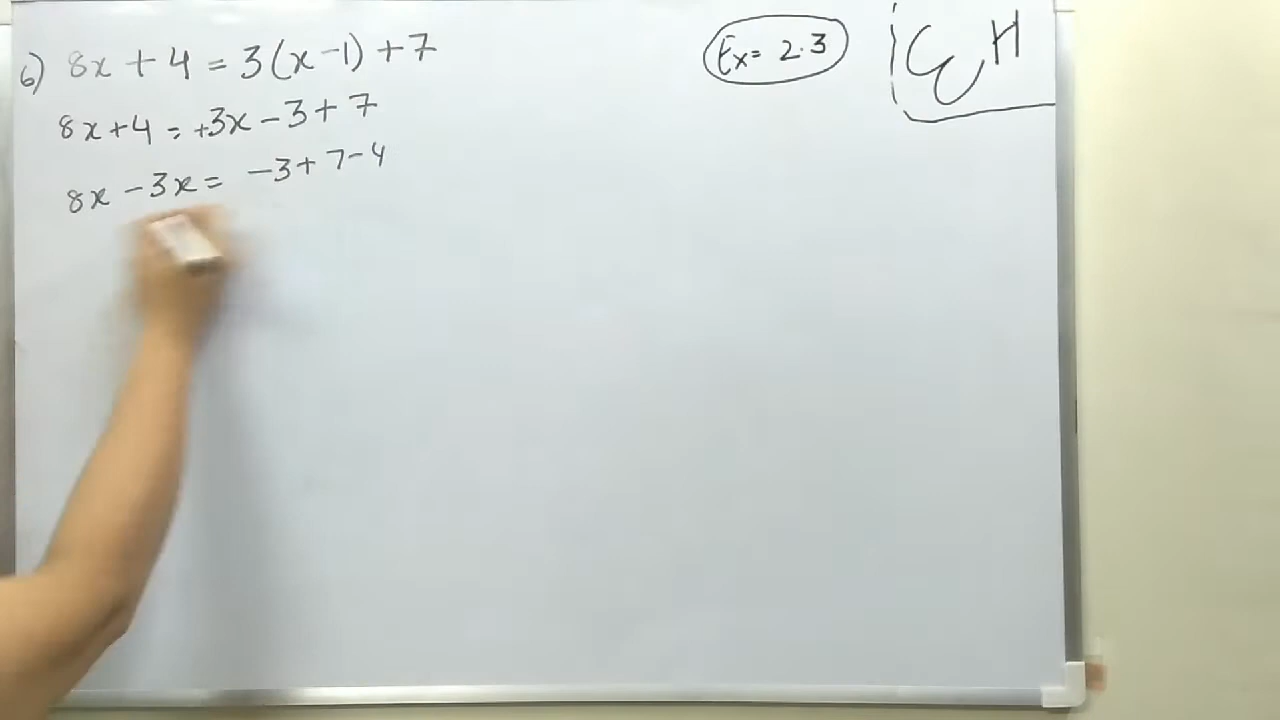 6) 8x + 4 = 3(x-1) + 7
8x + 4 = +3x - 3 + 7
8x - 3x = -3 + 7 - 4
Ex = 2.3
EH